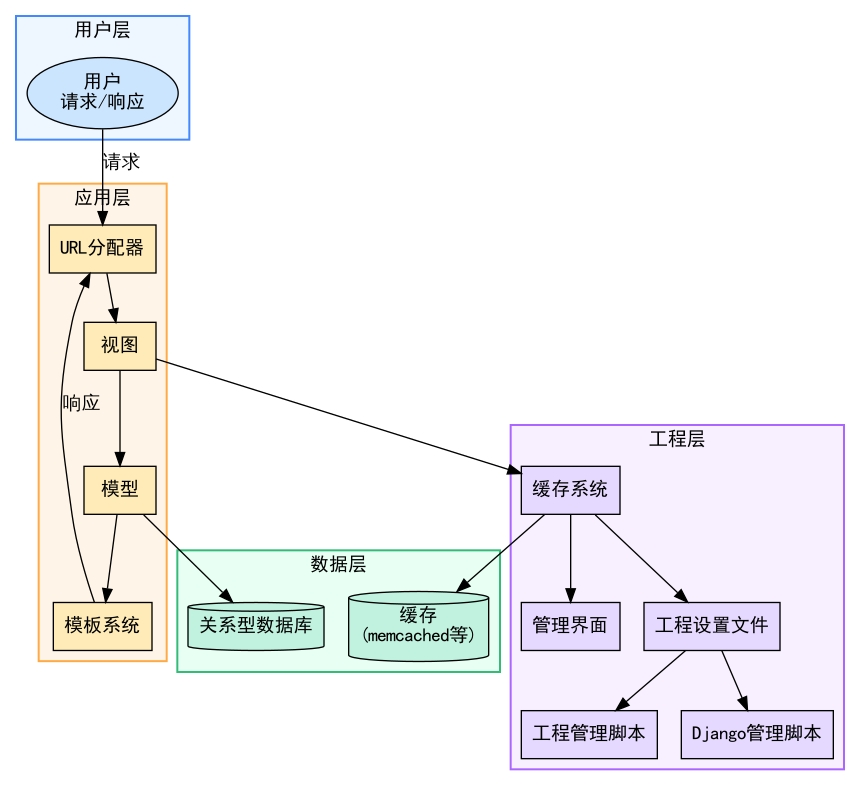 用户层
用户
请求/响应
请求
应用层
URL分配器
视图
响应
工程层
模型
缓存系统
数据层
模板系统
关系型数据库
缓存
(memcached等)
管理界面
工程设置文件
工程管理脚本
Django管理脚本